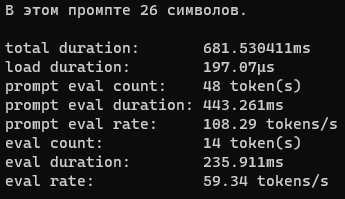 В этом промпте 26 символов.
total duration: 681.530411ms
load duration: 197.07µs
prompt eval count: 48 token(s)
prompt eval duration: 443.261ms
prompt eval rate: 108.29 tokens/s
eval count: 14 token(s)
eval duration: 235.911ms
eval rate: 59.34 tokens/s